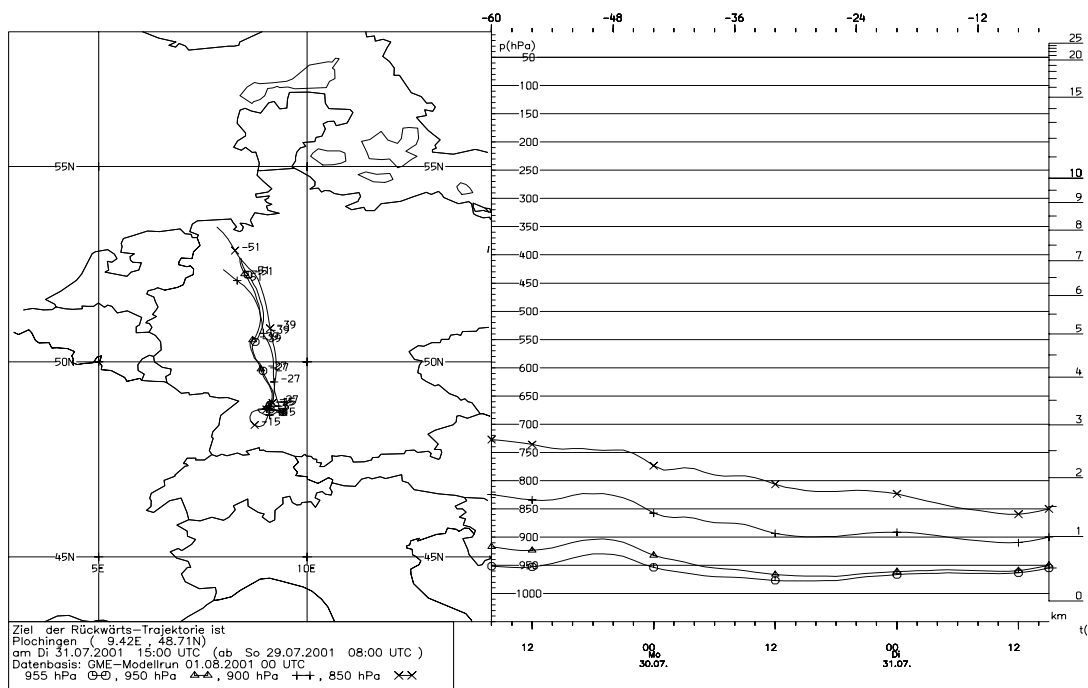 -60 -48 -36 -24 -12
p(hPa)
50
100
150
200
250
300
350
400
450
500
550
600
650
700
750
800
850
900
950
1000
25
20
15
10
9
8
7
6
5
4
3
2
1
0
km
t(
55N 55N
50N 50N
45N 45N
5E 10E
-51
-39
-39
-39
-27
-27
-27
-15
-15
12 00 12 00 12
Mo Di
30.07. 31.07.
Ziel der Rückwärts-Trajektorie ist
Plochingen ( 9.42E , 48.71N)
am Di 31.07.2001 15:00 UTC (ab So 29.07.2001 08:00 UTC )
Datenbasis: GME-Modellrun 01.08.2001 00 UTC
955 hPa , 950 hPa , 900 hPa , 850 hPa